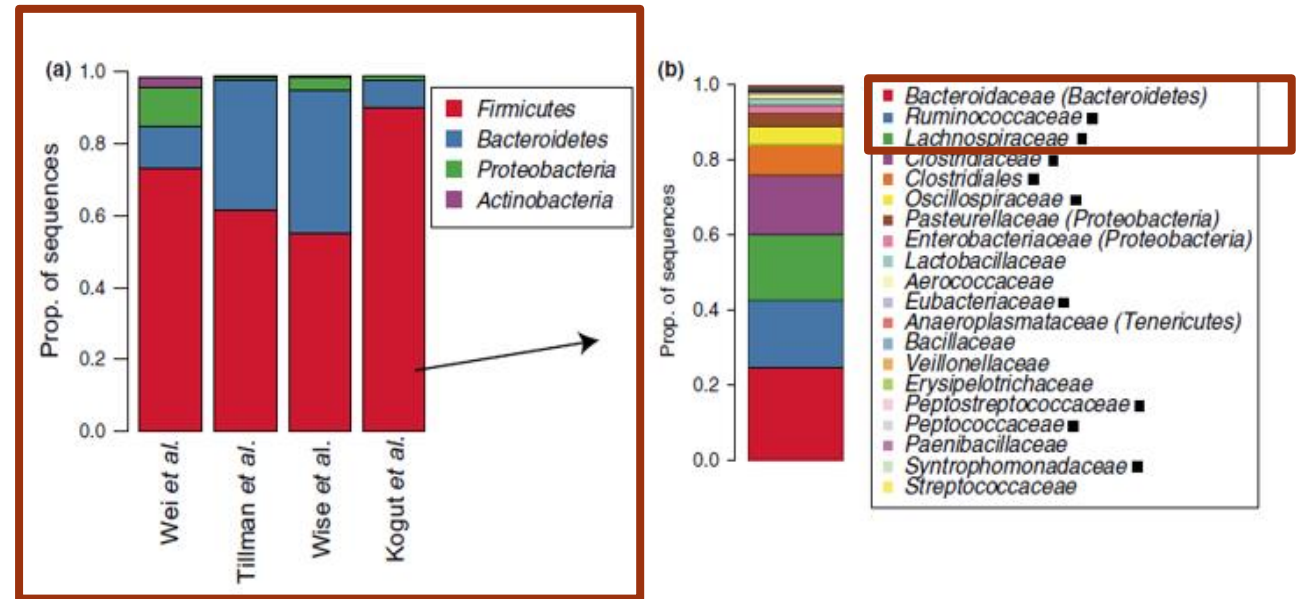 (a)
Prop. of sequences
1.0
0.8
0.6
0.4
0.2
0.0
Wei et al.
Tillman et al.
Wise et al.
Kogut et al.
Firmicutes
Bacteroidetes
Proteobacteria
Actinobacteria
(b)
Prop. of sequences
1.0
0.8
0.6
0.4
0.2
0.0
Bacteroidaceae (Bacteroidetes)
Ruminococcaceae ■
Lachnospiraceae ■
Clostridiaceae ■
Clostridiales ■
Oscillospiraceae ■
Pasteurellaceae (Proteobacteria)
Enterobacteriaceae (Proteobacteria)
Lactobacillaceae
Aerococcaceae
Eubacteriaceae ■
Anaeroplasmataceae (Tenericutes)
Bacillaceae
Veillonellaceae
Erysipelotrichaceae
Peptostreptococcaceae ■
Peptococcaceae ■
Paenibacillaceae
Syntrophomonadaceae ■
Streptococcaceae